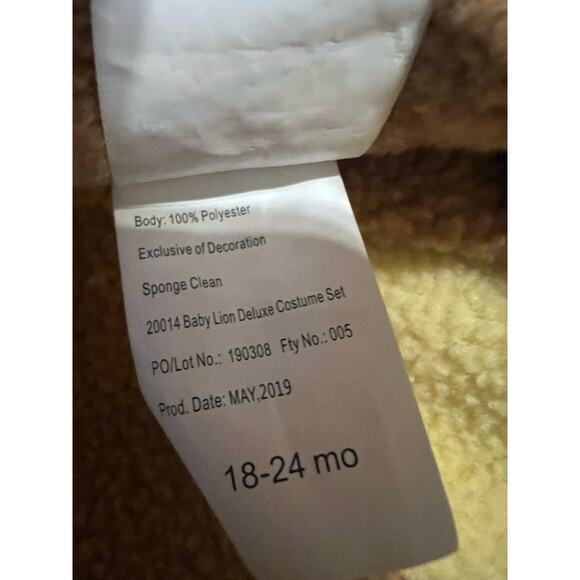 Body: 100% Polyester
Exclusive of Decoration
Sponge Clean
20014 Baby Lion Deluxe Costume Set
PO/Lot No.: 190308 Fty No.: 005
Prod. Date: MAY,2019
18-24 mo